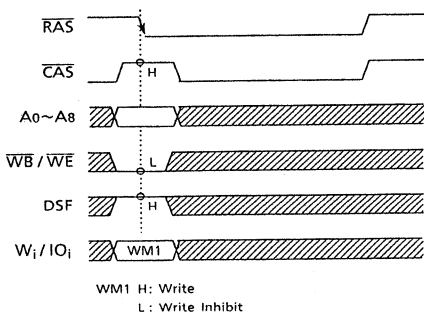 RAS
CAS
H
A0~A8
WB / WE
L
DSF
H
Wi / IOi
WM1
WM1 H: Write
L: Write Inhibit